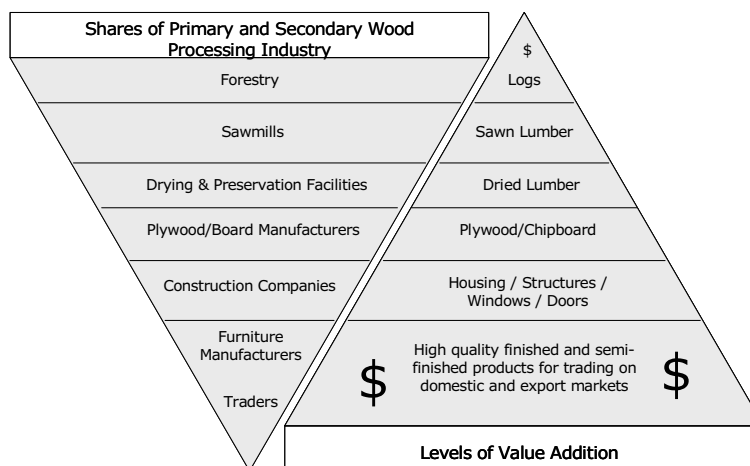 Shares of Primary and Secondary Wood
Processing Industry
Forestry
Sawmills
Drying & Preservation Facilities
Plywood/Board Manufacturers
Construction Companies
Furniture
Manufacturers
Traders
$
Logs
Sawn Lumber
Dried Lumber
Plywood/Chipboard
Housing / Structures /
Windows / Doors
$
High quality finished and semi-
finished products for trading on
domestic and export markets
$
Levels of Value Addition